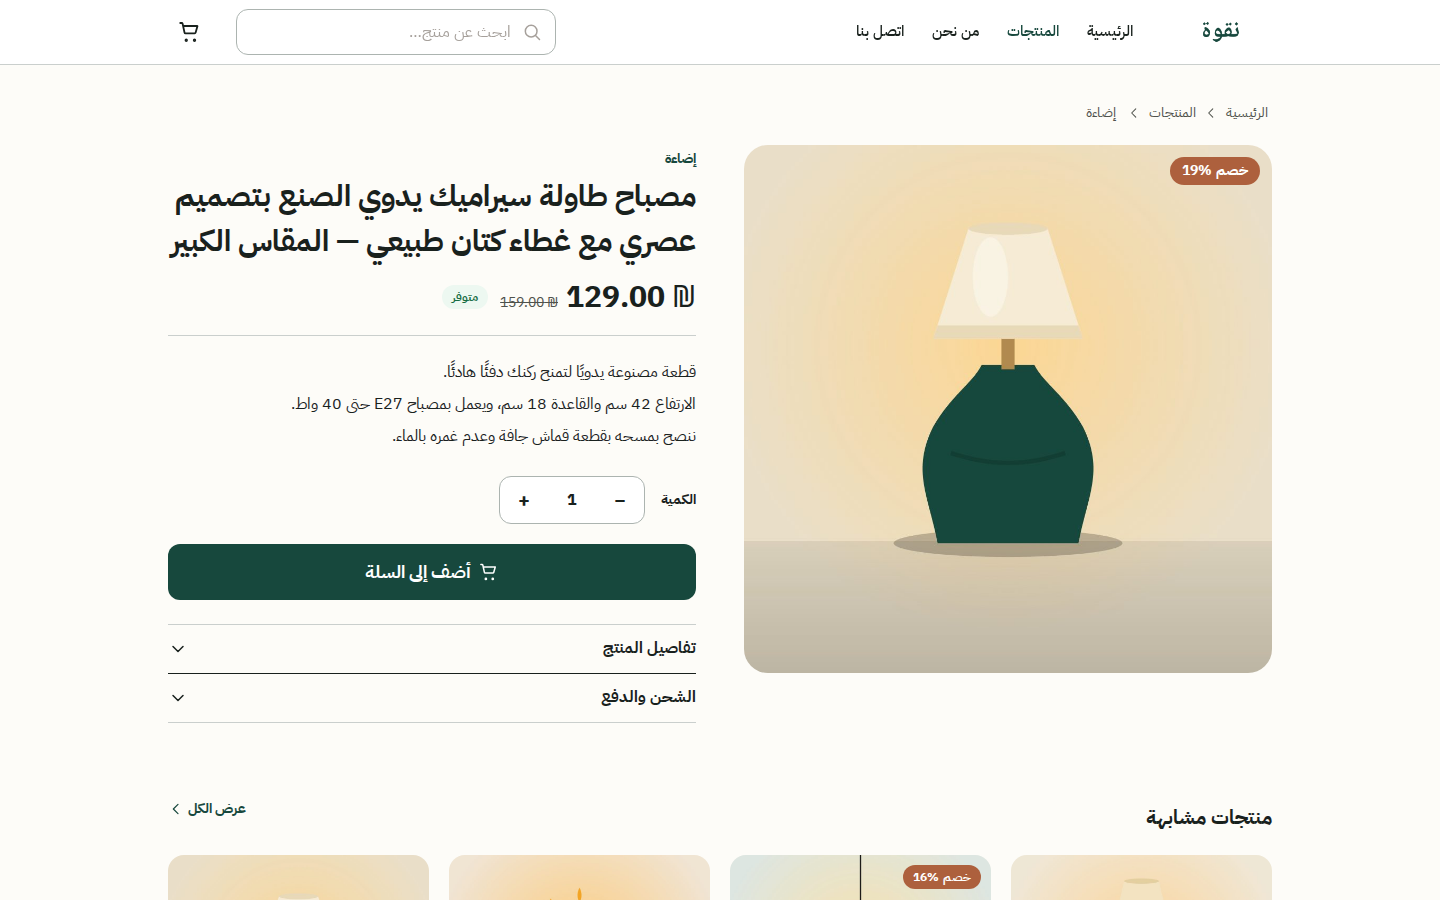 نقوة
الرئيسية
المنتجات
من نحن
اتصل بنا
ابحث عن منتج...
الرئيسية
المنتجات
إضاءة
خصم 19%
إضاءة
مصباح طاولة سيراميك يدوي الصنع بتصميم
عصري مع غطاء كتان طبيعي — المقاس الكبير
₪ 129.00
₪ 159.00
متوفر
قطعة مصنوعة يدويًا لتمنح ركنك دفئًا هادئًا.
الارتفاع 42 سم والقاعدة 18 سم، ويعمل بمصباح E27 حتى 40 واط.
ننصح بمسحه بقطعة قماش جافة وعدم غمره بالماء.
الكمية
− 1 +
أضف إلى السلة
تفاصيل المنتج
الشحن والدفع
منتجات مشابهة
عرض الكل
خصم 16%